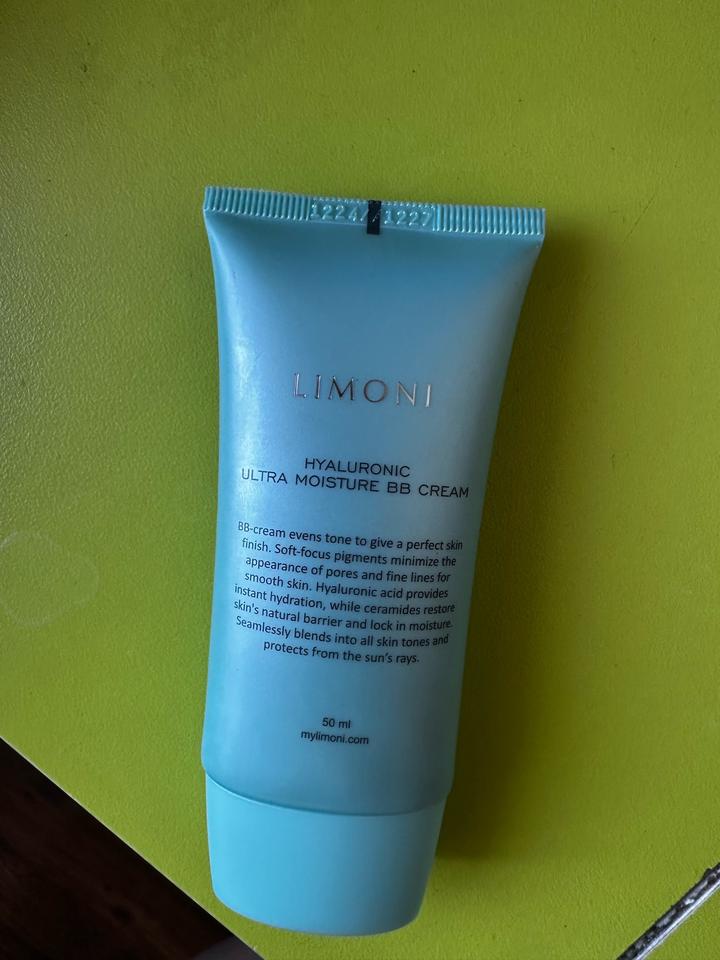 1224/1227
LIMONI
HYALURONIC
ULTRA MOISTURE BB CREAM
BB-cream evens tone to give a perfect skin
finish. Soft-focus pigments minimize the
appearance of pores and fine lines for
smooth skin. Hyaluronic acid provides
instant hydration, while ceramides restore
skin's natural barrier and lock in moisture.
Seamlessly blends into all skin tones and
protects from the sun's rays.
50 ml
mylimoni.com